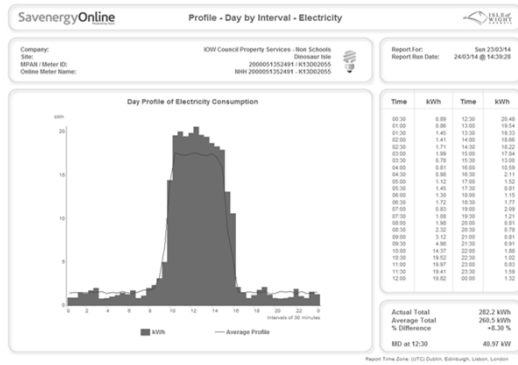 SavenergyOnline
Profile - Day by Interval - Electricity
ISLE of
WIGHT
Company: IOW Council Property Services - Non Schools
Site: Dinosaur Isle
MPAN / Meter ID: 2000051352491 / K13D02055
Online Meter Name: NHH 2000051352491 - K13D02055
Report For: Sun 23/03/14
Report Run Date: 24/03/14 @ 14:39:28
Day Profile of Electricity Consumption
kWh
20
15
10
5
0
0 2 4 6 8 10 12 14 16 18 20 22 0
Intervals of 30 minutes
kWh Average Profile
Time kWh Time kWh
00:30 0.89 12:30 20.48
01:00 0.86 13:00 19.54
01:30 1.45 13:30 19.33
02:00 1.41 14:00 18.66
02:30 1.71 14:30 18.22
03:00 1.99 15:00 17.84
03:30 0.78 15:30 13.00
04:00 0.81 16:00 10.59
04:30 0.98 16:30 2.11
05:00 1.12 17:00 1.52
05:30 1.45 17:30 0.81
06:00 1.30 18:00 1.15
06:30 1.72 18:30 1.77
07:00 0.83 19:00 2.09
07:30 1.08 19:30 1.21
08:00 1.98 20:00 0.81
08:30 2.32 20:30 0.78
09:00 3.12 21:00 0.81
09:30 4.98 21:30 0.91
10:00 14.37 22:00 1.88
10:30 19.52 22:30 1.02
11:00 19.97 23:00 0.83
11:30 19.41 23:30 1.59
12:00 19.82 00:00 1.32
Actual Total 282.2 kWh
Average Total 260.5 kWh
% Difference +8.30 %
MD at 12:30 40.97 kW
Report Time Zone: (UTC) Dublin, Edinburgh, Lisbon, London